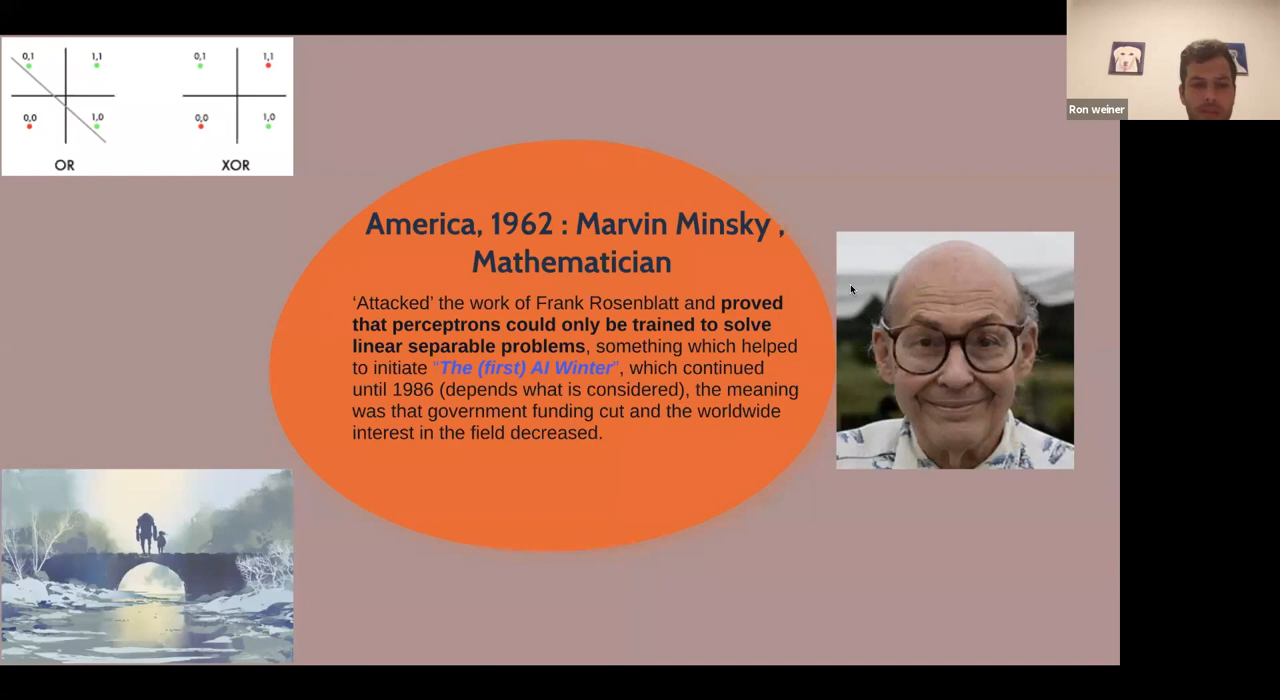 0,1 1,1
0,0 1,0
OR
0,1 1,1
0,0 1,0
XOR
Ron weiner
America, 1962 : Marvin Minsky ,
Mathematician
‘Attacked’ the work of Frank Rosenblatt and proved
that perceptrons could only be trained to solve
linear separable problems, something which helped
to initiate “The (first) AI Winter”, which continued
until 1986 (depends what is considered), the meaning
was that government funding cut and the worldwide
interest in the field decreased.